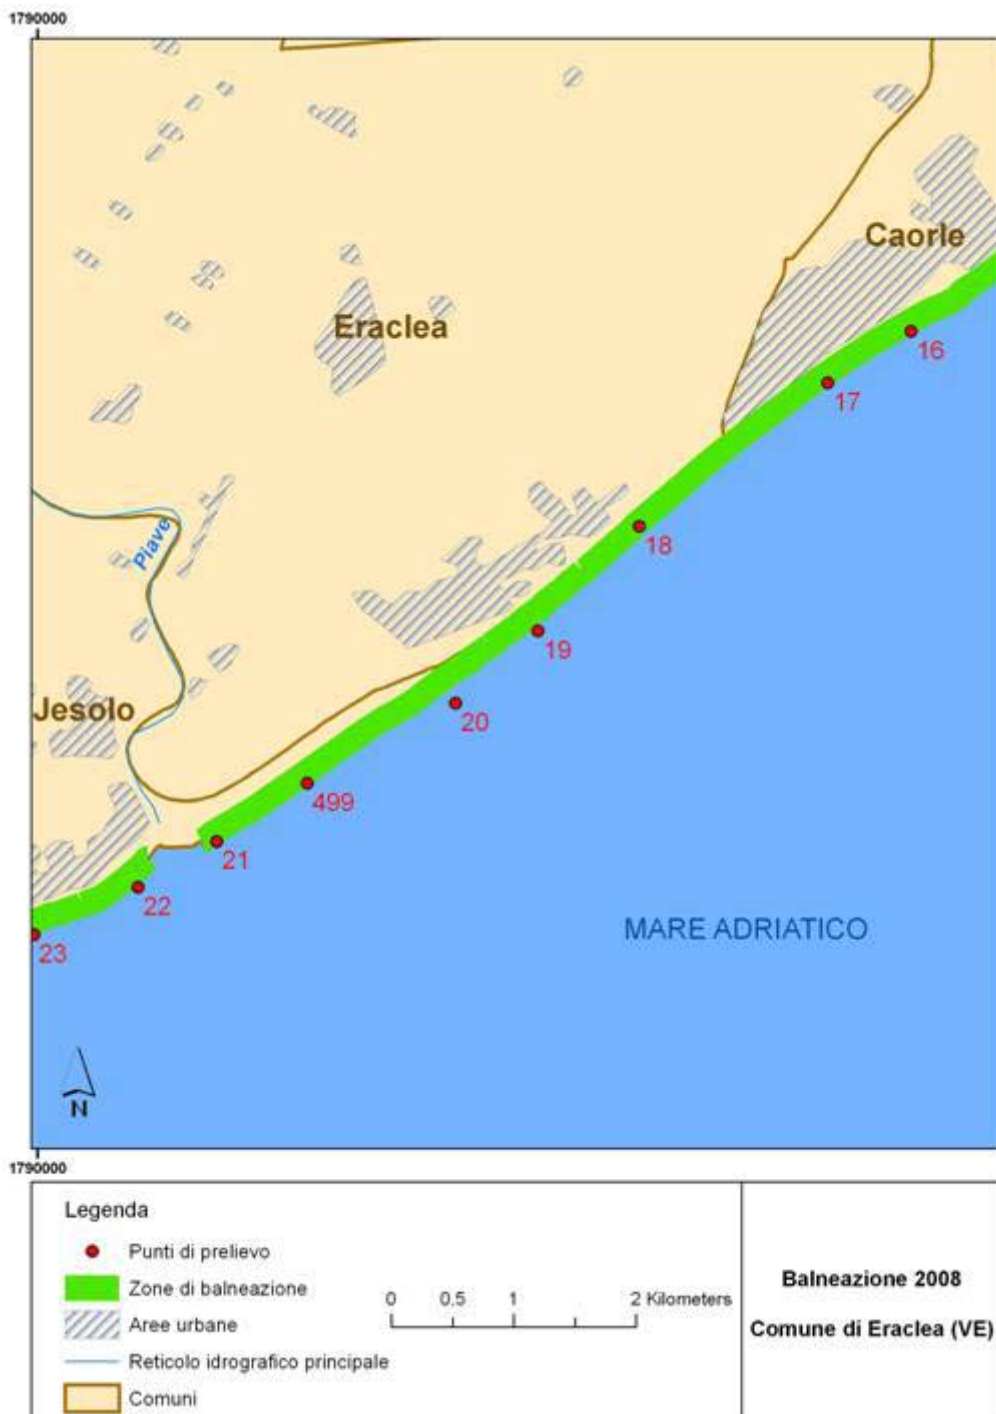 1790000
Caorle
Eraclea
16
17
Piave
18
19
Jesolo
20
499
21
22
MARE ADRIATICO
23
N
1790000
Legenda
Punti di prelievo
Zone di balneazione
Aree urbane
Reticolo idrografico principale
Comuni
0 0,5 1 2 Kilometers
Balneazione 2008
Comune di Eraclea (VE)